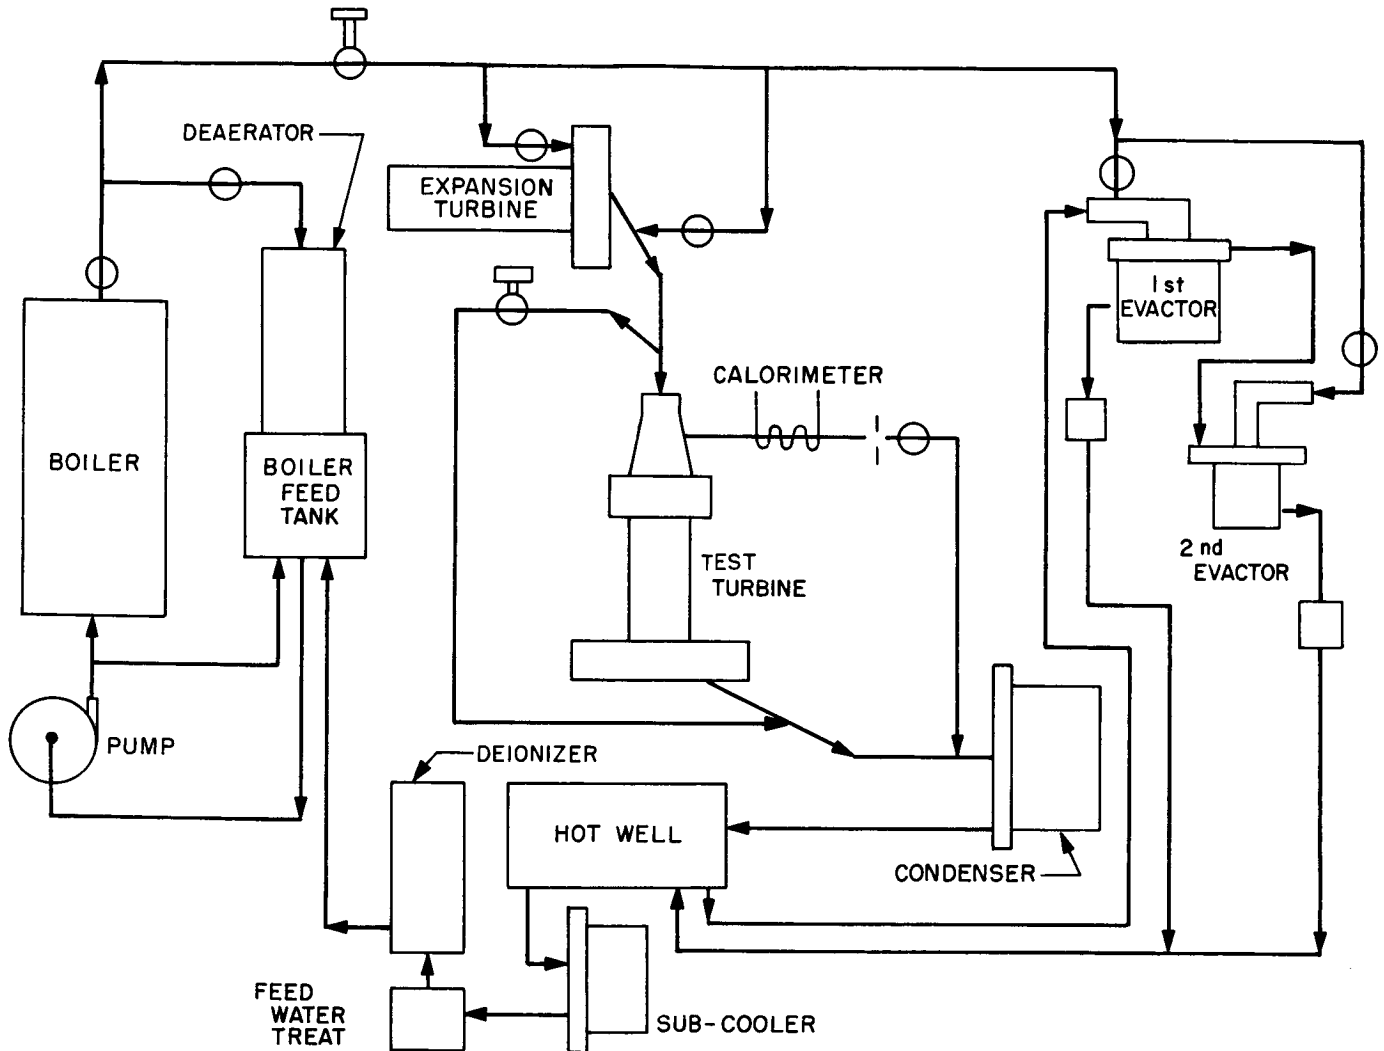 DEAERATOR
EXPANSION
TURBINE
1st
EVACTOR
CALORIMETER
BOILER
BOILER
FEED
TANK
2nd
EVACTOR
TEST
TURBINE
PUMP
DEIONIZER
HOT WELL
CONDENSER
FEED
WATER
TREAT
SUB-COOLER